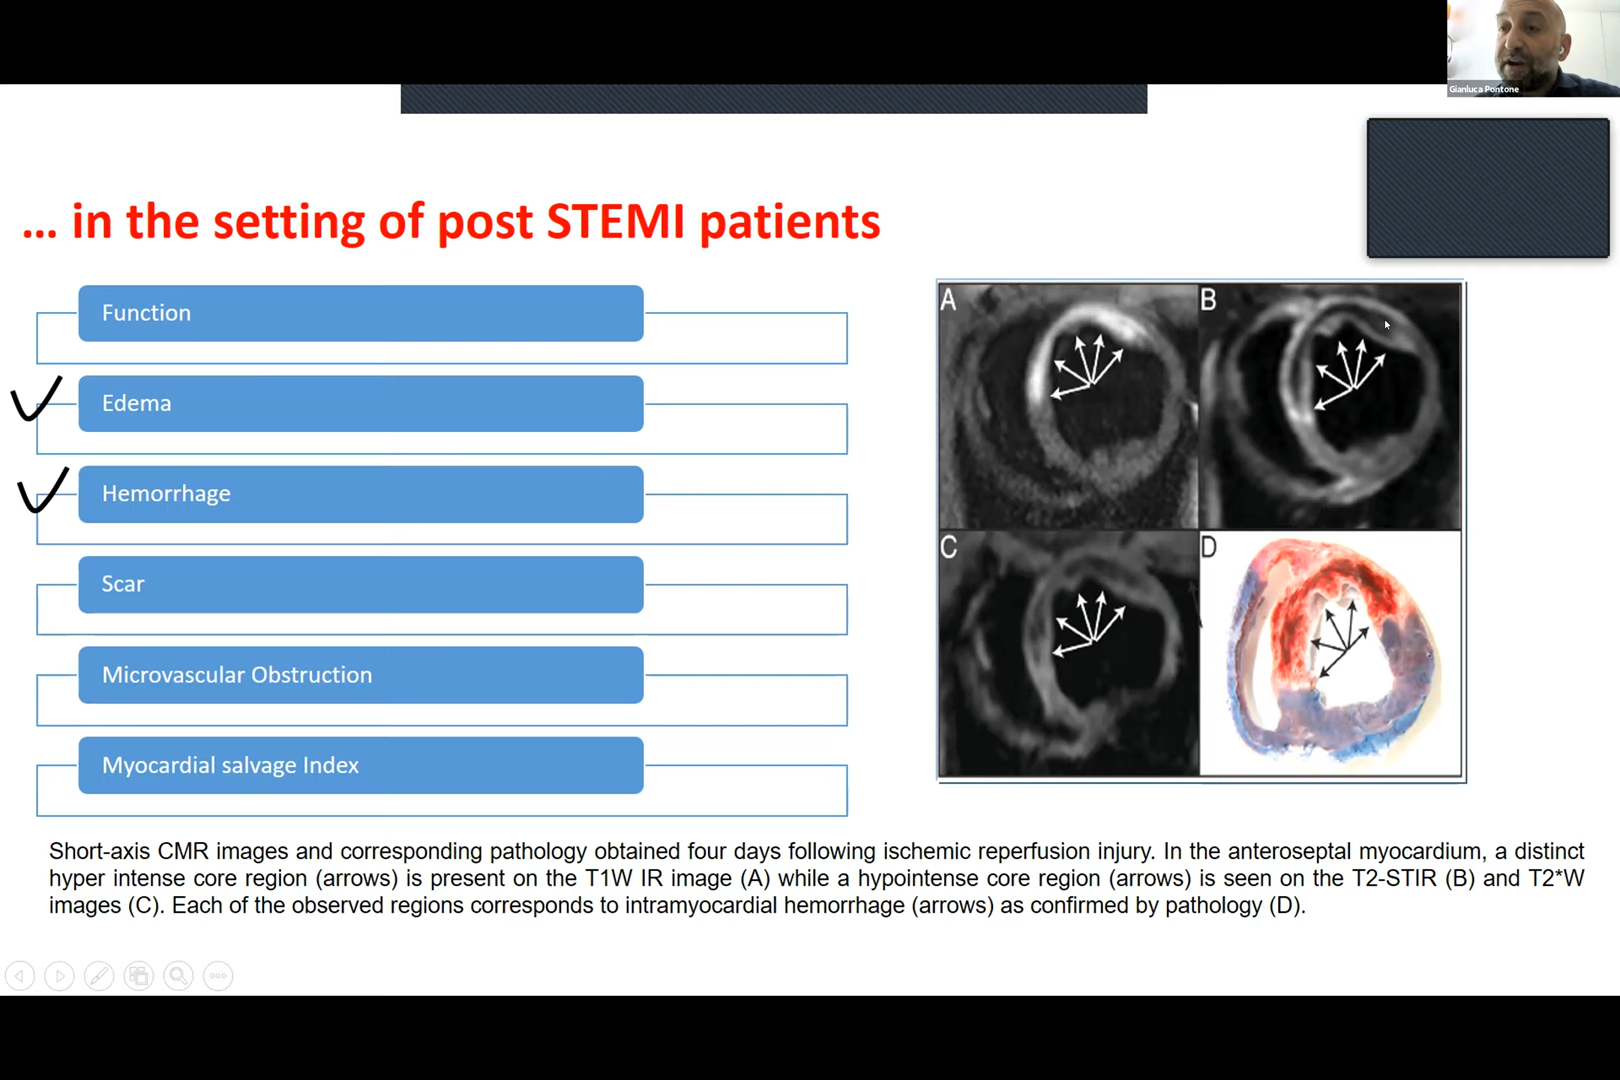 Gianluca Pontone
... in the setting of post STEMI patients
Function
Edema
Hemorrhage
Scar
Microvascular Obstruction
Myocardial salvage Index
A
B
C
D
Short-axis CMR images and corresponding pathology obtained four days following ischemic reperfusion injury. In the anteroseptal myocardium, a distinct
hyper intense core region (arrows) is present on the T1W IR image (A) while a hypointense core region (arrows) is seen on the T2-STIR (B) and T2*W
images (C). Each of the observed regions corresponds to intramyocardial hemorrhage (arrows) as confirmed by pathology (D).